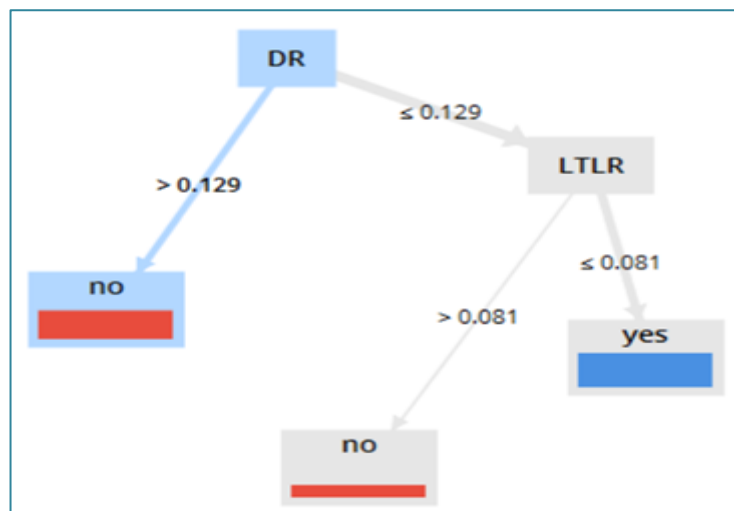 DR
≤ 0.129
LTLR
> 0.129
≤ 0.081
no
> 0.081
yes
no